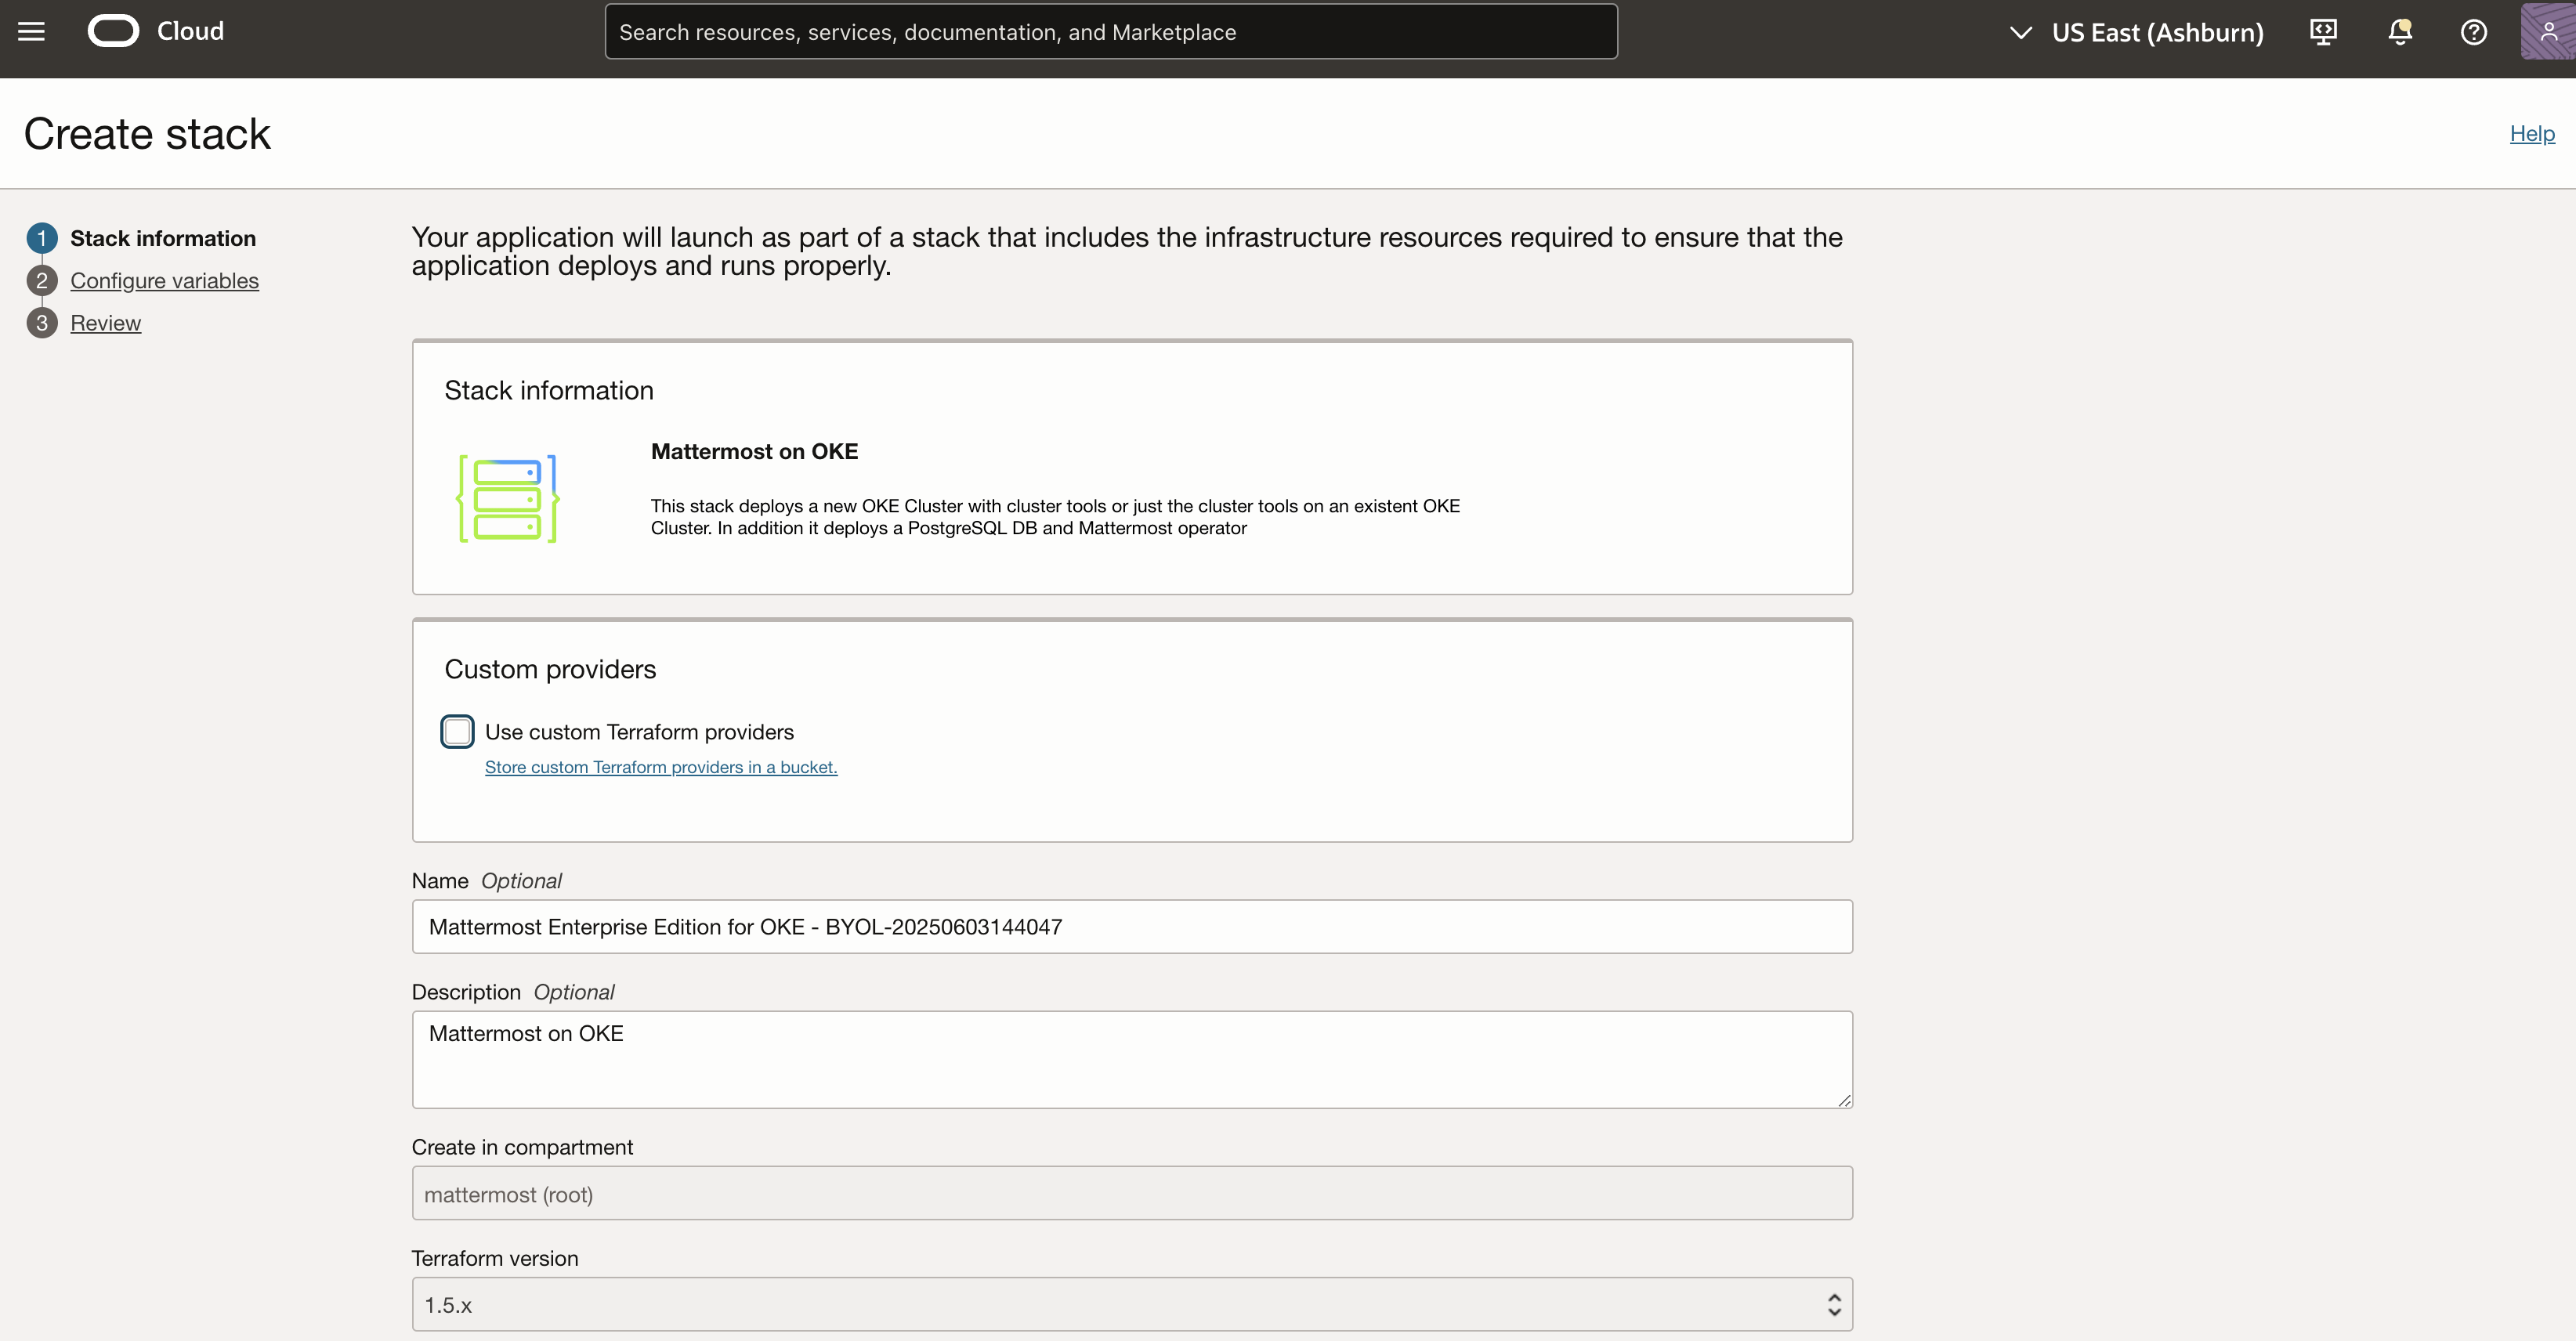 Cloud
Search resources, services, documentation, and Marketplace
US East (Ashburn)
Create stack
Help
1 Stack information
2 Configure variables
3 Review
Your application will launch as part of a stack that includes the infrastructure resources required to ensure that the
application deploys and runs properly.
Stack information
Mattermost on OKE
This stack deploys a new OKE Cluster with cluster tools or just the cluster tools on an existent OKE
Cluster. In addition it deploys a PostgreSQL DB and Mattermost operator
Custom providers
Use custom Terraform providers
Store custom Terraform providers in a bucket.
Name Optional
Mattermost Enterprise Edition for OKE - BYOL-20250603144047
Description Optional
Mattermost on OKE
Create in compartment
mattermost (root)
Terraform version
1.5.x